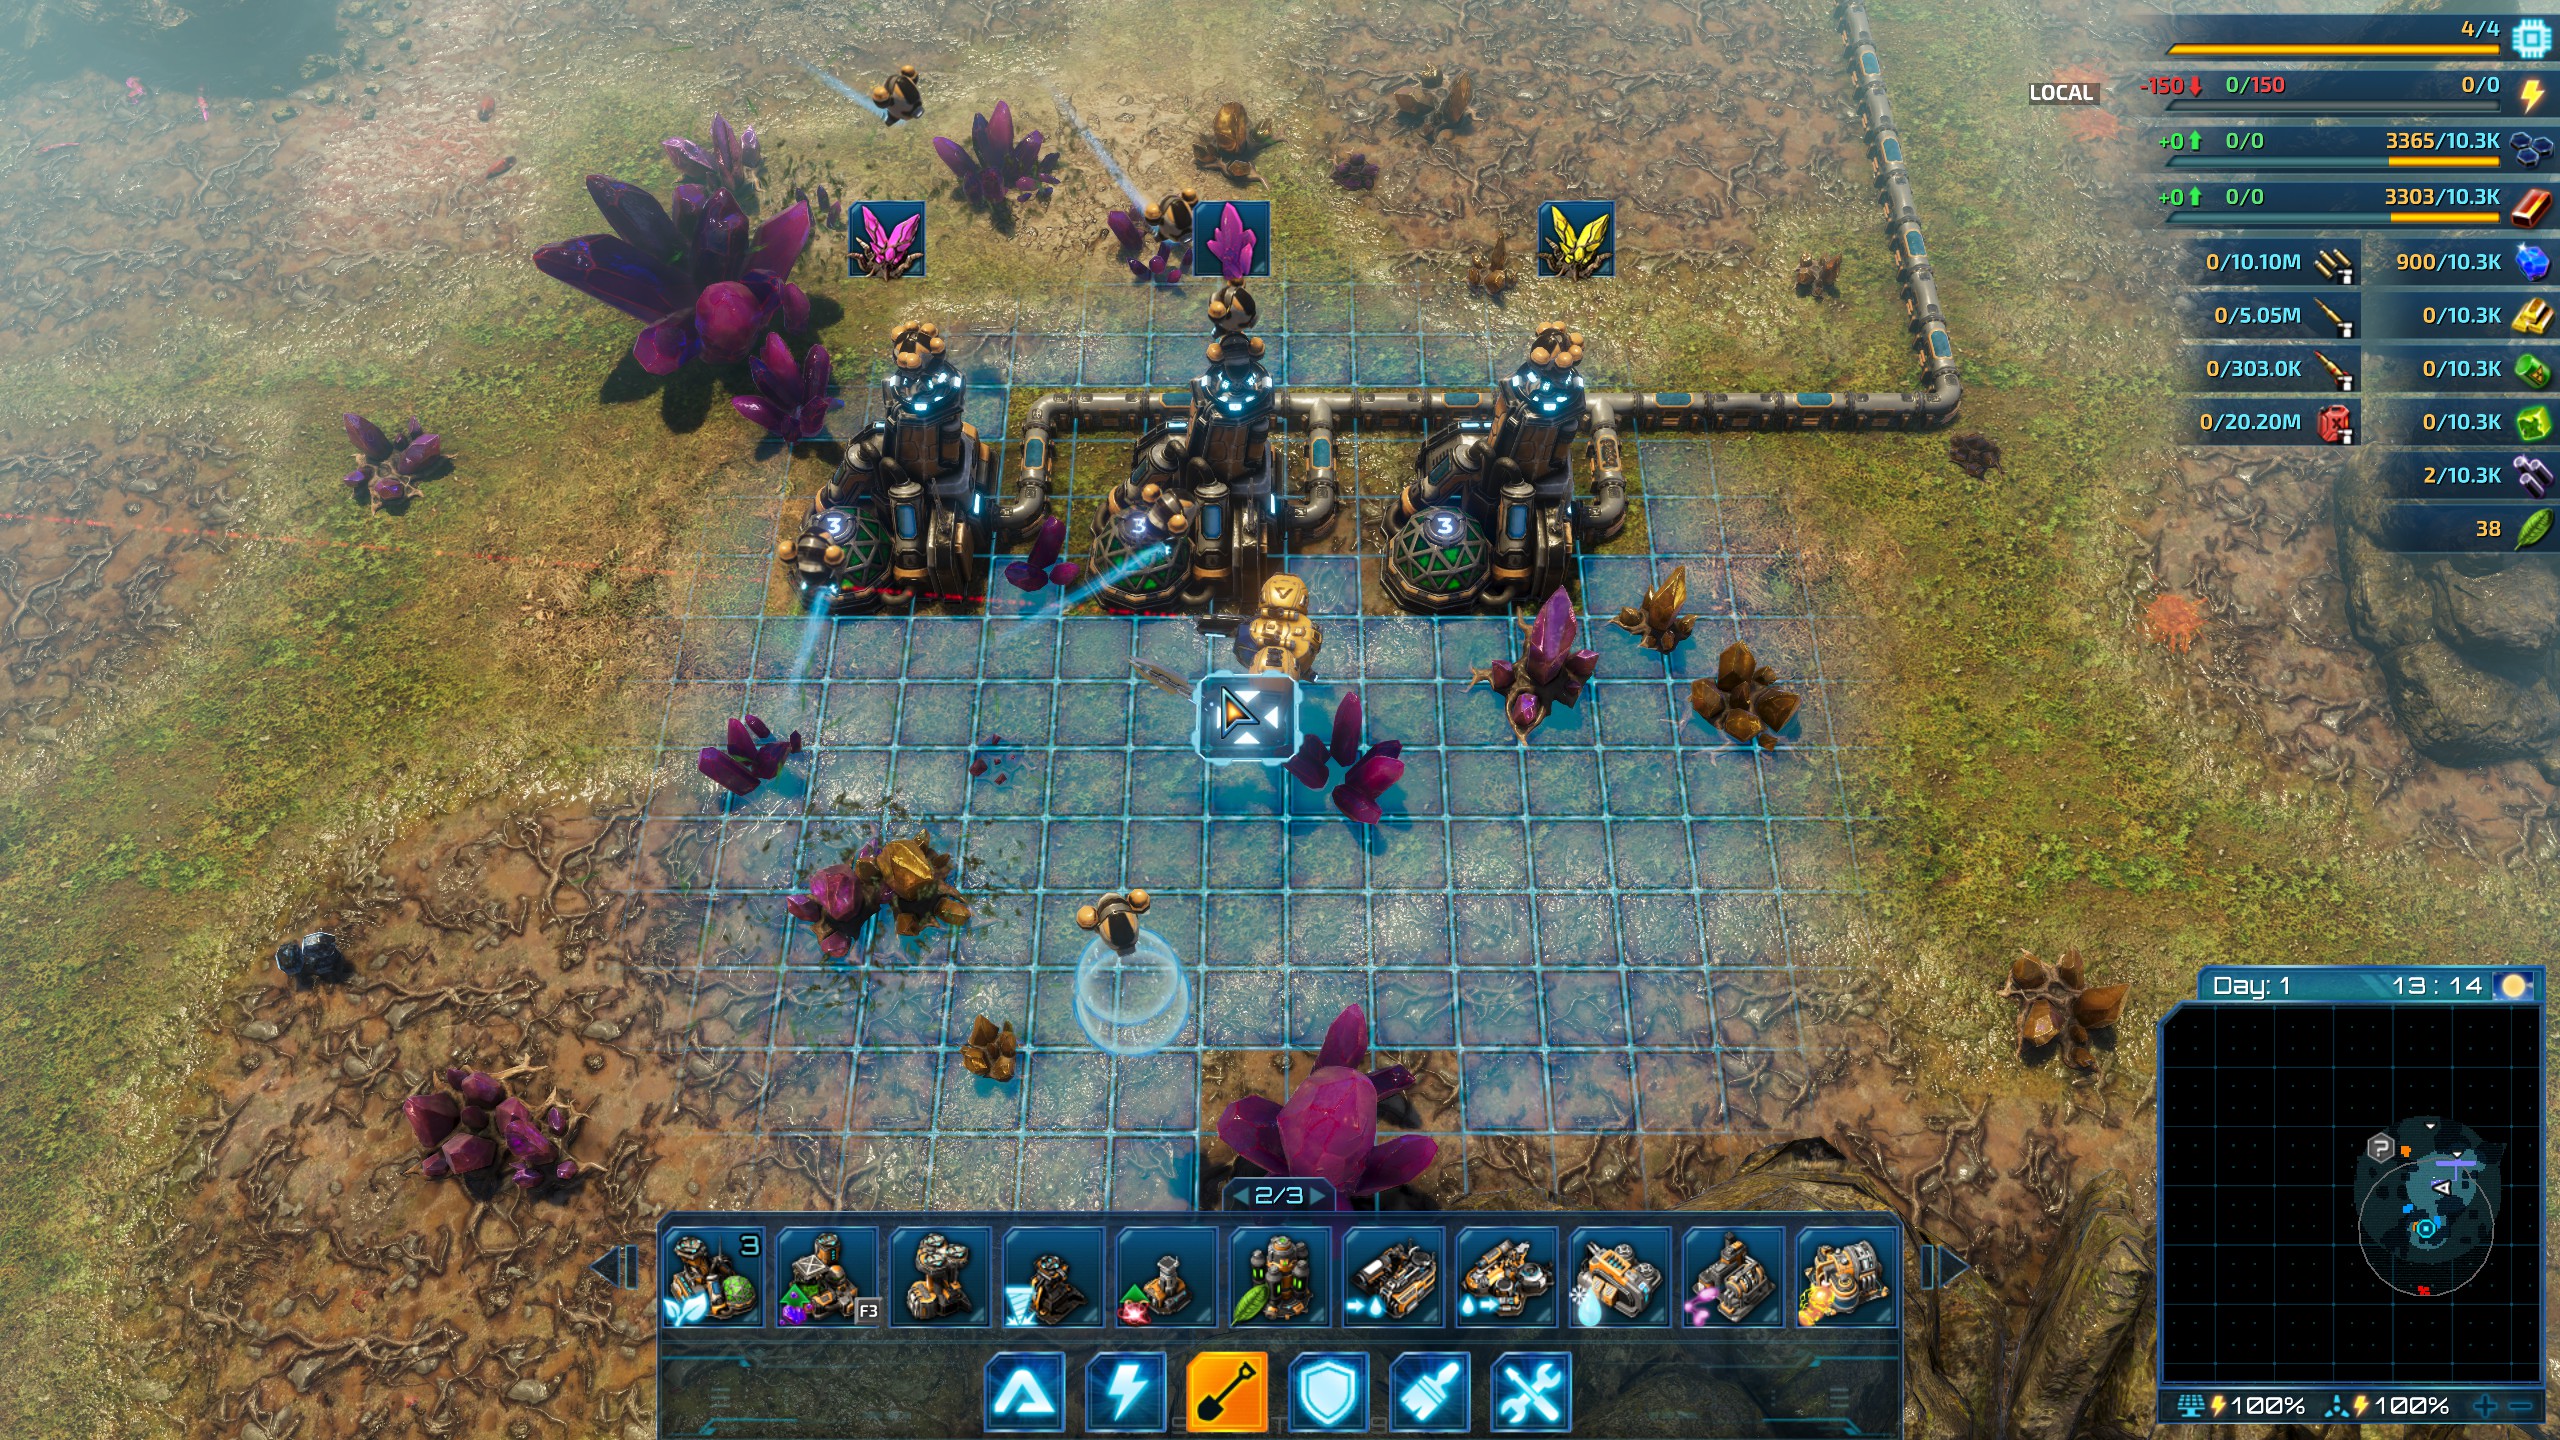 4/4
LOCAL
-150 0/150 0/0
+0 0/0 3365/10.3K
+0 0/0 3303/10.3K
0/10.10M 900/10.3K
0/5.05M 0/10.3K
0/303.0K 0/10.3K
0/20.20M 0/10.3K
2/10.3K
38
3 3 3
Day: 1 13 : 14
?
2/3
3
F3
100% 100%